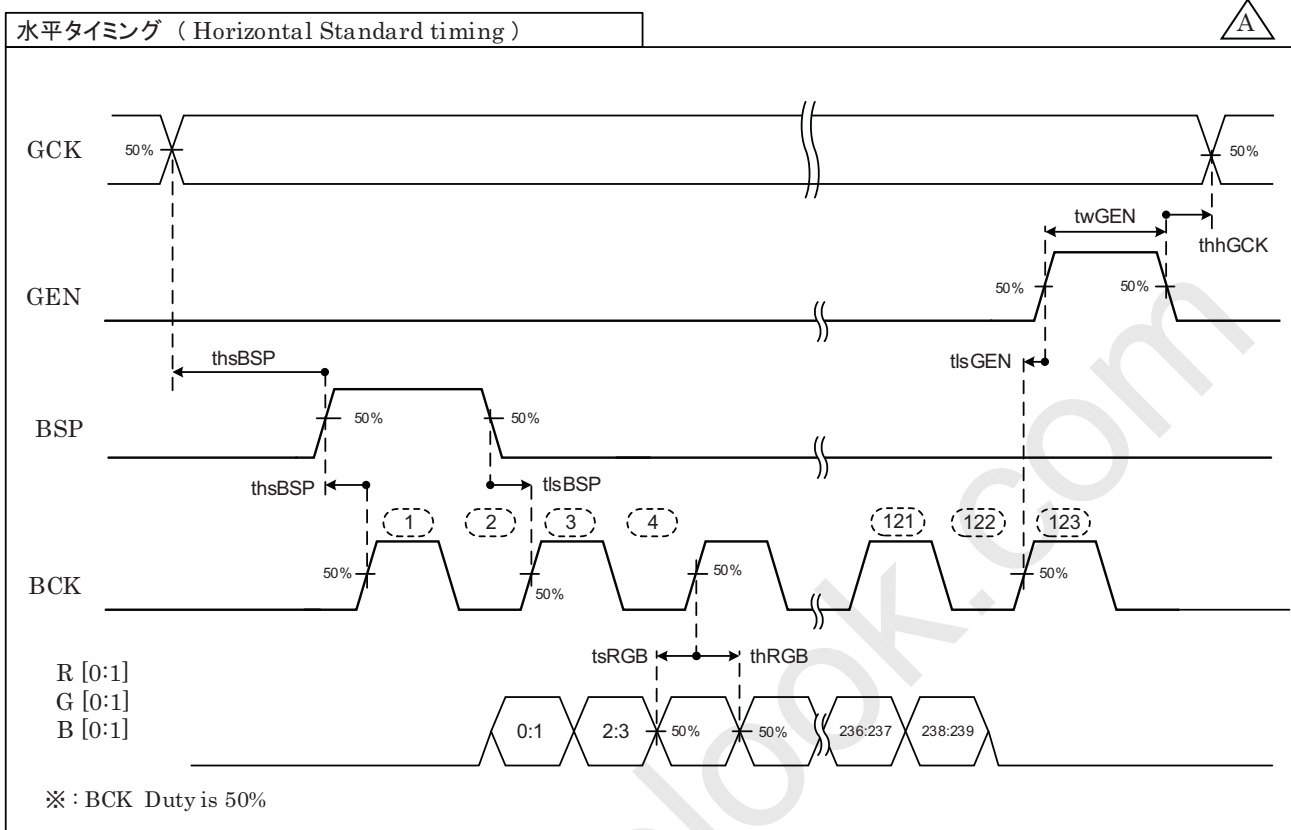 水平タイミング ( Horizontal Standard timing )
A
GCK
50%
50%
twGEN
thhGCK
GEN
50%
50%
thsBSP
tlsGEN
BSP
50%
50%
thsBSP
tlsBSP
1
2
3
4
121
122
123
BCK
50%
50%
50%
50%
tsRGB
thRGB
R [0:1]
G [0:1]
B [0:1]
0:1
2:3
50%
50%
236:237
238:239
※ : BCK Duty is 50%
look.com